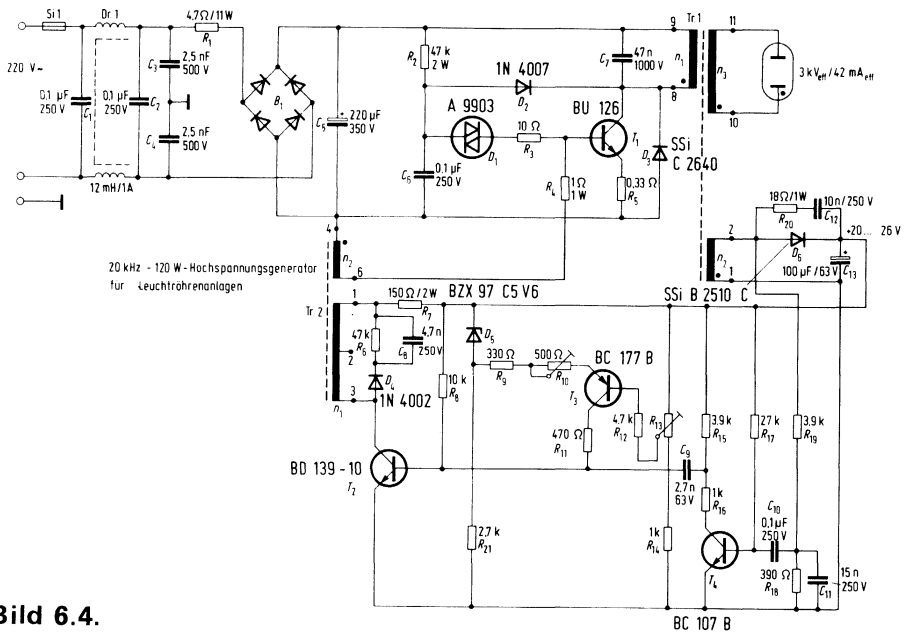 Si 1
Dr. 1
4,7 Ω / 11W
R1
220 V~
0,1 µF
250 V
C1
0,1 µF
250V
C2
2,5 nF
500 V
C3
2,5 nF
500 V
C4
12 mH/1A
B1
C5
220 µF
350 V
R2
47 k
2 W
1N 4007
D2
C7
47n
1000 V
A 9903
D1
10 Ω
R3
BU 126
T1
C6
0,1 µF
250 V
R4
1Ω
1 W
0,33 Ω
R5
D3
SSi
C 2640
9
Tr 1
11
n1
n3
8
10
3 kVeff / 42 mAeff
4
n2
6
20 kHz - 120 W - Hochspannungsgenerator
für Leuchtröhrenanlagen
18Ω/1W
R20
10n/250 V
C12
2
n2
1
D6
+20 ... 26 V
100 µF/63 V
C13
SSi B 2510 C
Tr 2
1
2
3
n1
150Ω/2W
R7
47 k
R6
C8
4,7n
250V
D4
1N 4002
BZX 97 C5 V6
D5
10 k
R8
330 Ω
R9
500 Ω
R10
BC 177 B
T3
470 Ω
R11
4,7 k
R12
R13
3,9 k
R15
27 k
R17
3,9 k
R19
BD 139 - 10
T2
C9
2,7 n
63V
1k
R16
2,7 k
R21
1k
R14
T4
BC 107 B
C10
0,1µF
250 V
390 Ω
R18
15 n
250 V
C11
Bild 6.4.